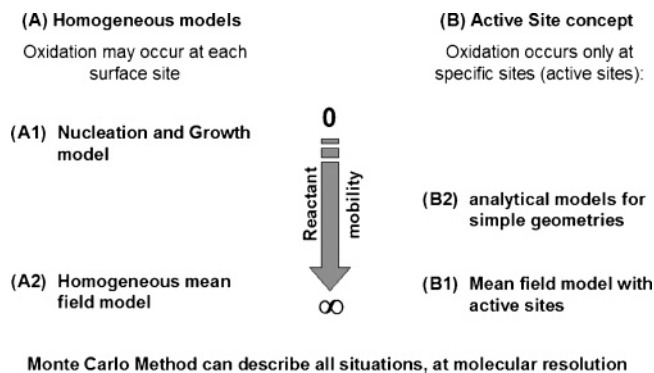 (A) Homogeneous models
Oxidation may occur at each
surface site
(B) Active Site concept
Oxidation occurs only at
specific sites (active sites):
(A1) Nucleation and Growth
model
0
Reactant
mobility
(B2) analytical models for
simple geometries
(A2) Homogeneous mean
field model
(B1) Mean field model with
active sites
∞
Monte Carlo Method can describe all situations, at molecular resolution